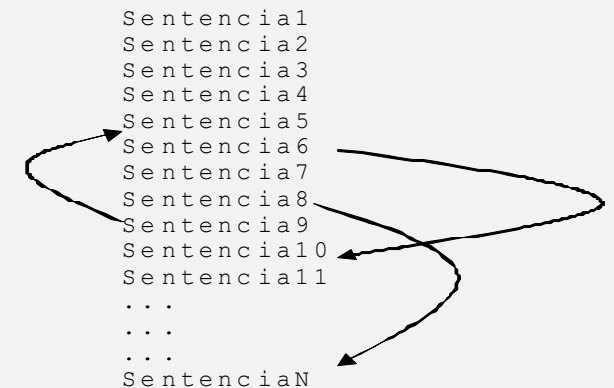 Sentencia1
Sentencia2
Sentencia3
Sentencia4
Sentencia5
Sentencia6
Sentencia7
Sentencia8
Sentencia9
Sentencia10
Sentencia11
...
...
...
SentenciaN